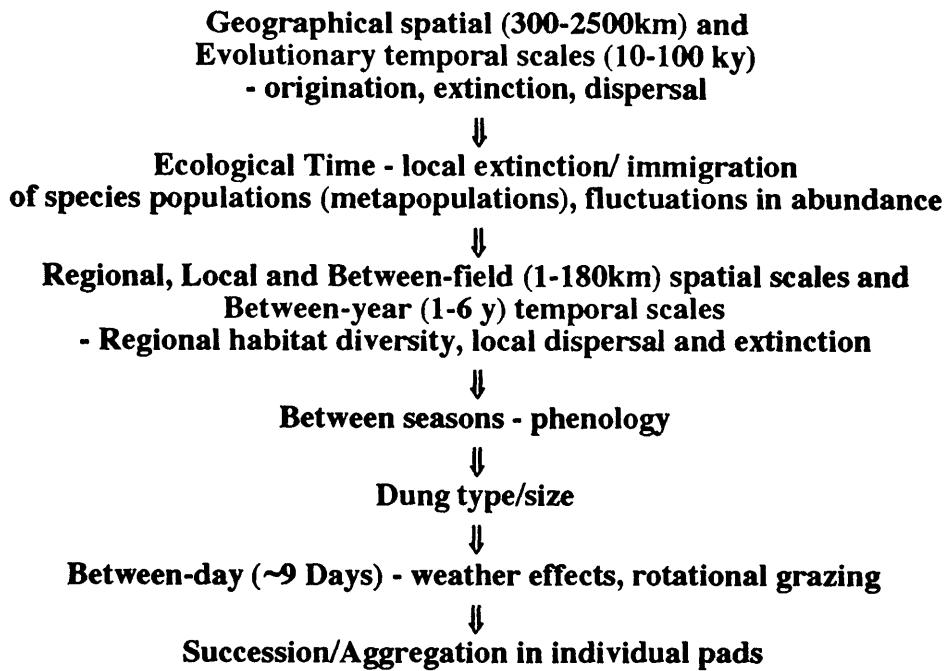 Geographical spatial (300-2500km) and
Evolutionary temporal scales (10-100 ky)
- origination, extinction, dispersal
⇓
Ecological Time - local extinction/ immigration
of species populations (metapopulations), fluctuations in abundance
⇓
Regional, Local and Between-field (1-180km) spatial scales and
Between-year (1-6 y) temporal scales
- Regional habitat diversity, local dispersal and extinction
⇓
Between seasons - phenology
⇓
Dung type/size
⇓
Between-day (~9 Days) - weather effects, rotational grazing
⇓
Succession/Aggregation in individual pads